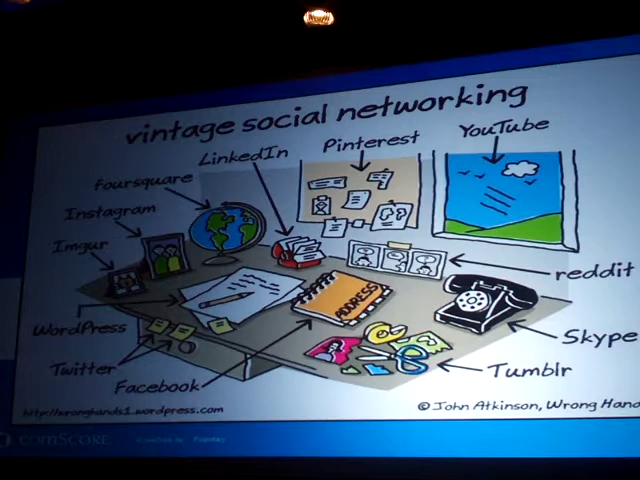 vintage social networking
YouTube
Pinterest
LinkedIn
foursquare
Instagram
Imgur
reddit
ADDRESS
WordPress
Skype
Twitter
Tumblr
Facebook
http://wronghands1.wordpress.com
© John Atkinson, Wrong Hand
COMSCORE